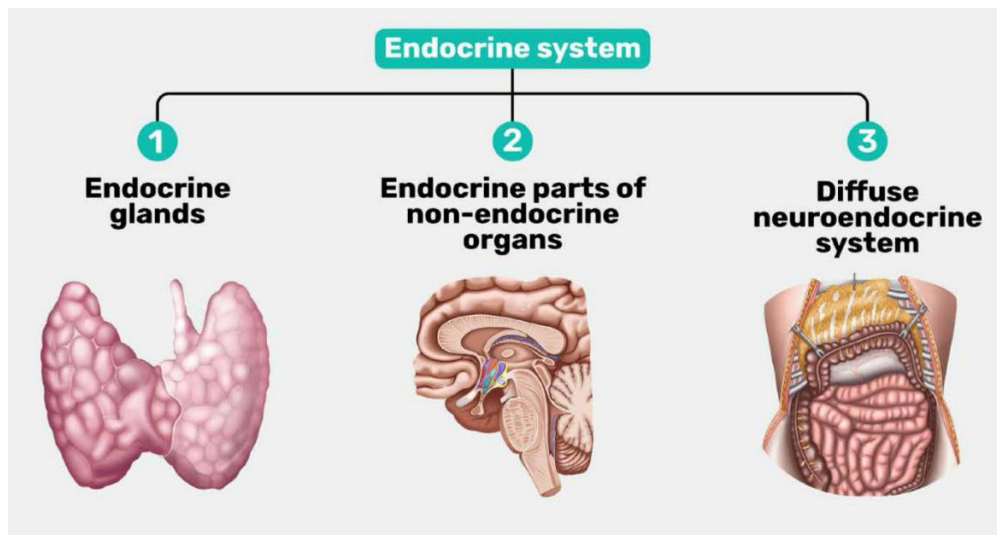 Endocrine system
1
Endocrine
glands
2
Endocrine parts of
non-endocrine
organs
3
Diffuse
neuroendocrine
system